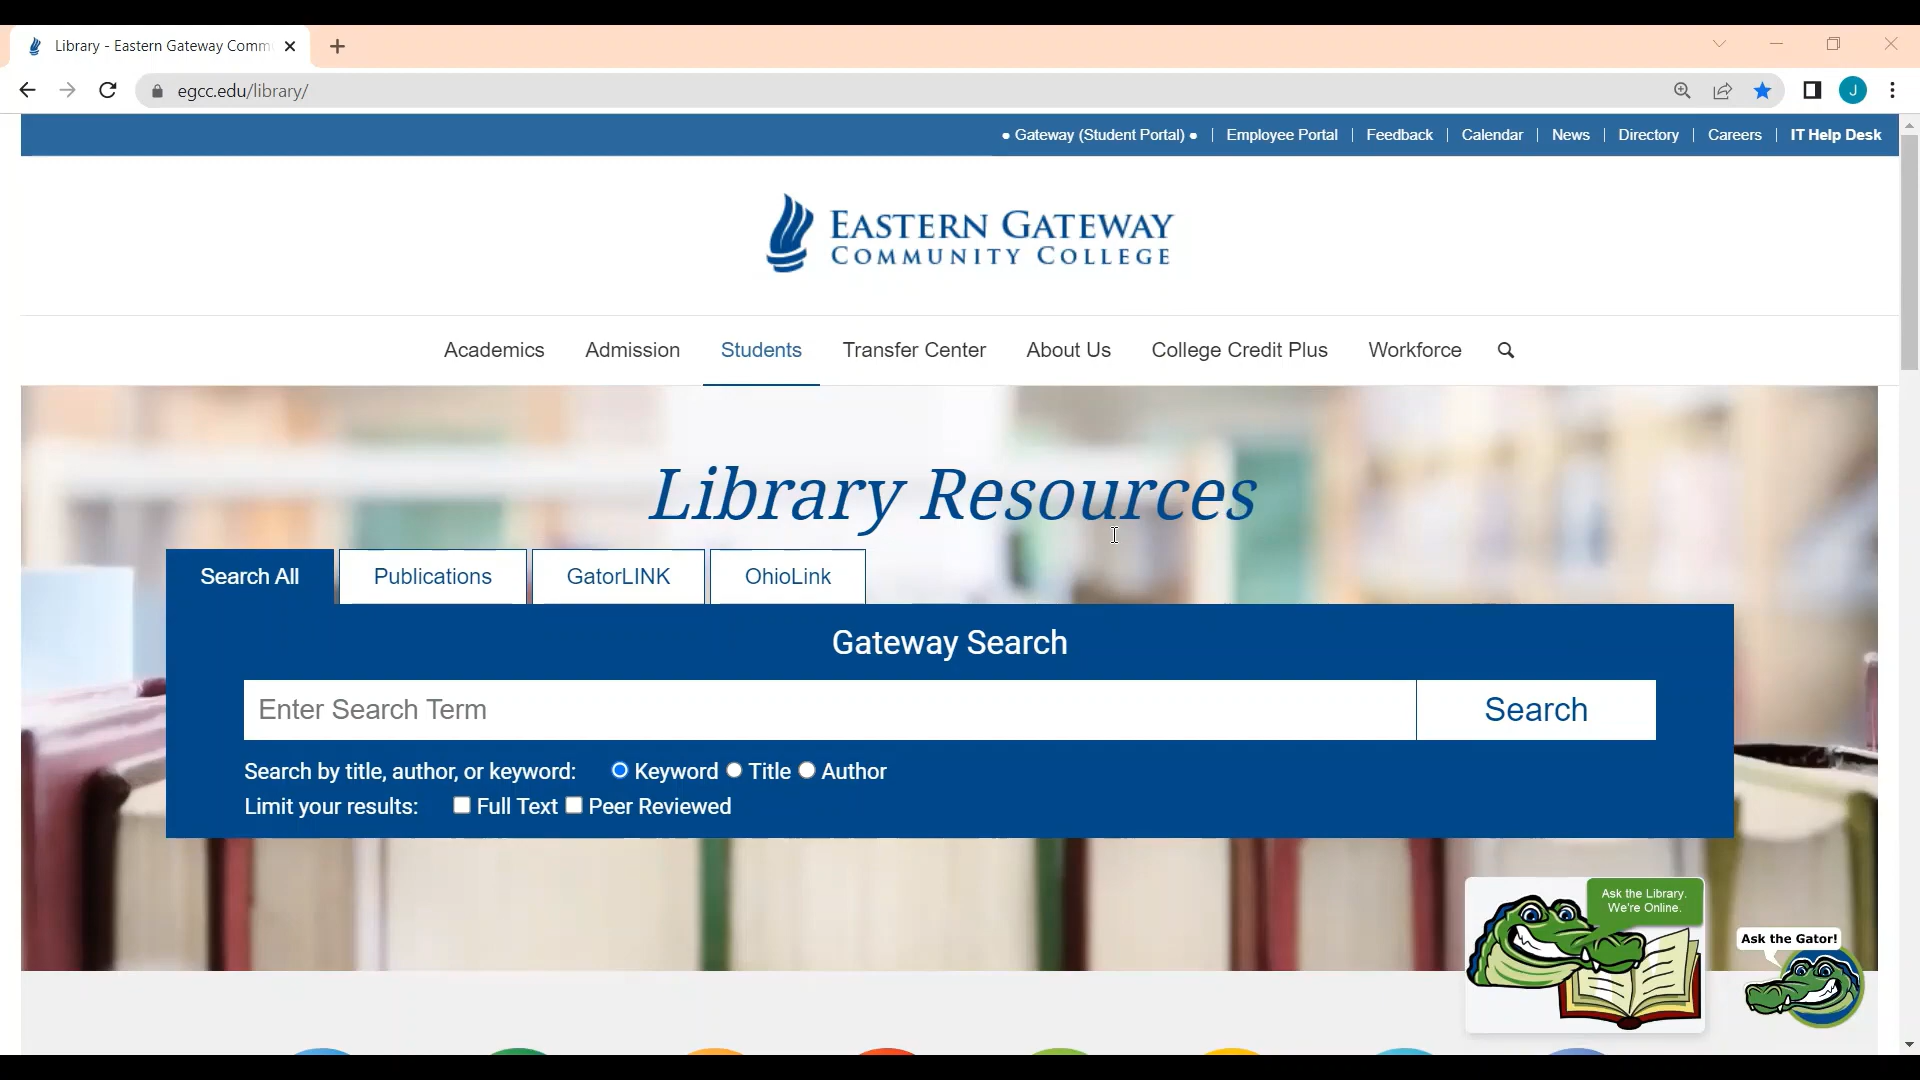 Library - Eastern Gateway Comm
egcc.edu/library/
J
• Gateway (Student Portal) • | Employee Portal | Feedback | Calendar | News | Directory | Careers | IT Help Desk
EASTERN GATEWAY
COMMUNITY COLLEGE
Academics Admission Students Transfer Center About Us College Credit Plus Workforce
Library Resources
Search All Publications GatorLINK OhioLink
Gateway Search
Enter Search Term Search
Search by title, author, or keyword: Keyword Title Author
Limit your results: Full Text Peer Reviewed
Ask the Library.
We're Online.
Ask the Gator!